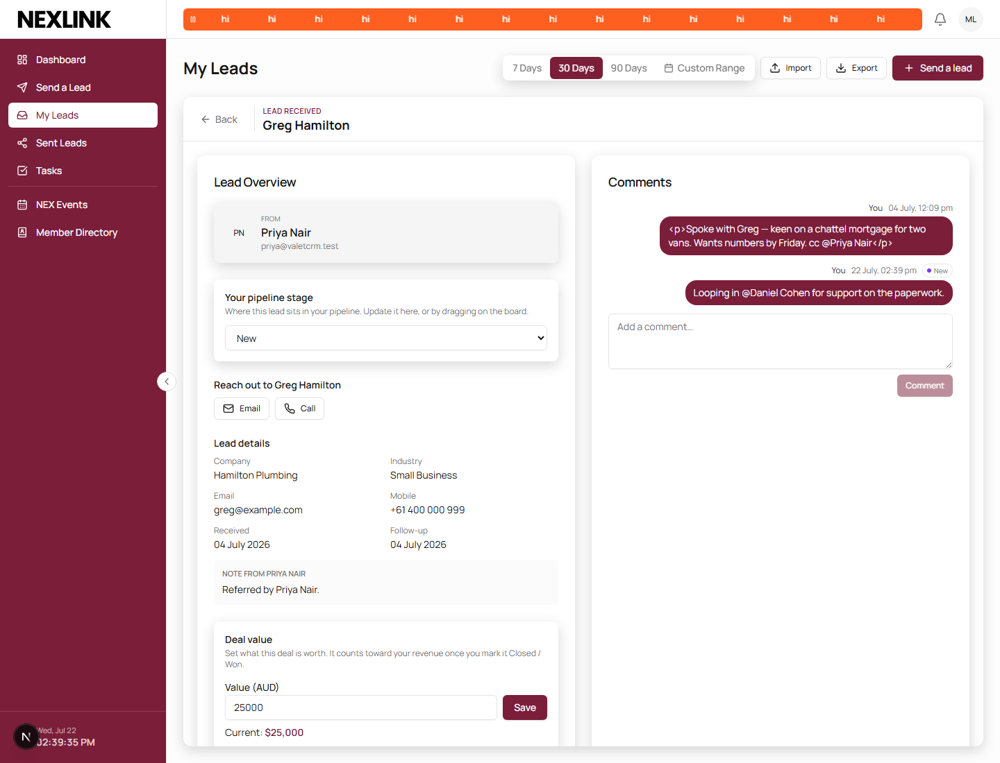 NEXLINK
hi hi hi hi hi hi hi hi hi hi hi hi hi hi hi
ML
Dashboard
Send a Lead
My Leads
Sent Leads
Tasks
NEX Events
Member Directory
Wed, Jul 22
02:39:35 PM
N
My Leads
7 Days
30 Days
90 Days
Custom Range
Import
Export
Send a lead
Back
LEAD RECEIVED
Greg Hamilton
Lead Overview
PN
FROM
Priya Nair
priya@valetcrm.test
Your pipeline stage
Where this lead sits in your pipeline. Update it here, or by dragging on the board.
New
Reach out to Greg Hamilton
Email
Call
Lead details
Company
Hamilton Plumbing
Industry
Small Business
Email
greg@example.com
Mobile
+61 400 000 999
Received
04 July 2026
Follow-up
04 July 2026
NOTE FROM PRIYA NAIR
Referred by Priya Nair.
Deal value
Set what this deal is worth. It counts toward your revenue once you mark it Closed /
Won.
Value (AUD)
25000
Save
Current: $25,000
Comments
You 04 July, 12:09 pm
<p>Spoke with Greg — keen on a chattel mortgage for two
vans. Wants numbers by Friday. cc @Priya Nair</p>
You 22 July, 02:39 pm New
Looping in @Daniel Cohen for support on the paperwork.
Add a comment...
Comment